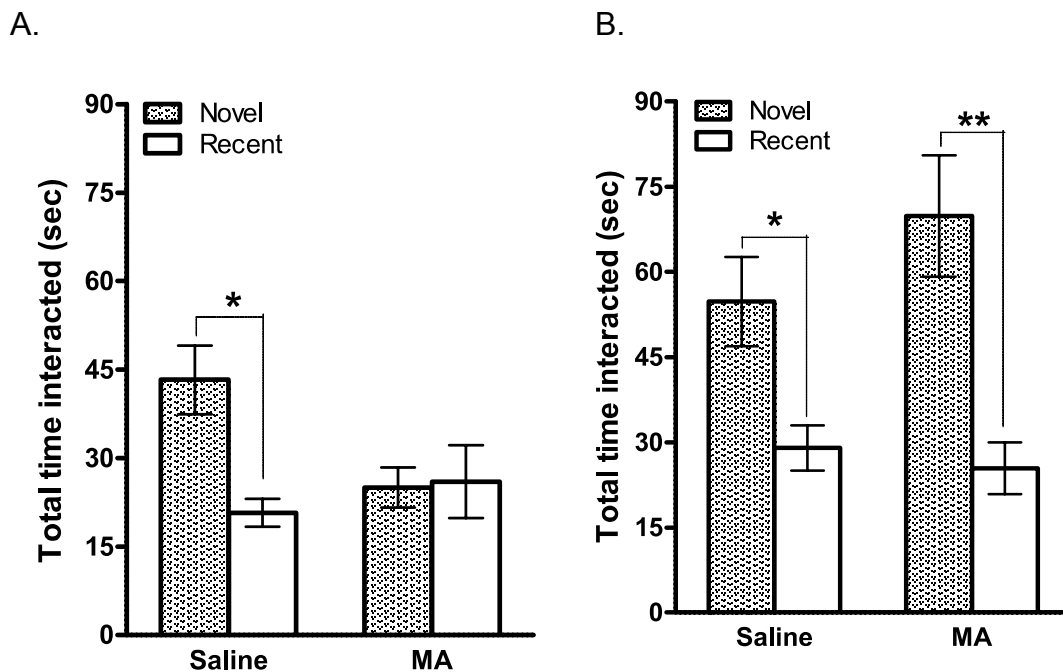 A.
Total time interacted (sec)
90
75
60
45
30
15
0
Novel
Recent
*
Saline
MA
B.
Total time interacted (sec)
90
75
60
45
30
15
0
Novel
Recent
*
**
Saline
MA